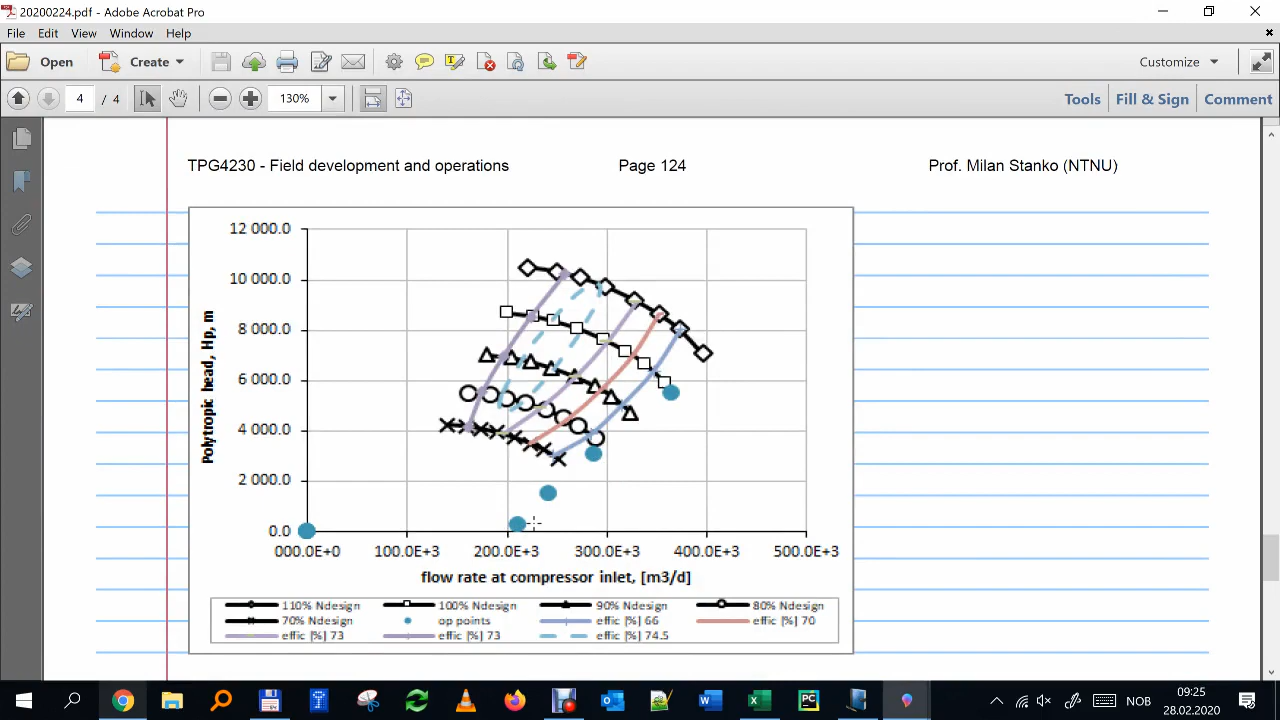 20200224.pdf - Adobe Acrobat Pro
File Edit View Window Help
Open Create Customize
4 / 4 130% Tools Fill & Sign Comment
TPG4230 - Field development and operations Page 124 Prof. Milan Stanko (NTNU)
12 000.0
10 000.0
8 000.0
6 000.0
4 000.0
2 000.0
0.0
Polytropic head, Hp, m
000.0E+0 100.0E+3 200.0E+3 300.0E+3 400.0E+3 500.0E+3
flow rate at compressor inlet, [m3/d]
110% Ndesign 100% Ndesign 90% Ndesign 80% Ndesign
70% Ndesign op points effic [%] 66 effic [%] 70
effic [%] 73 effic [%] 73 effic [%] 74.5
NOB
09:25
28.02.2020